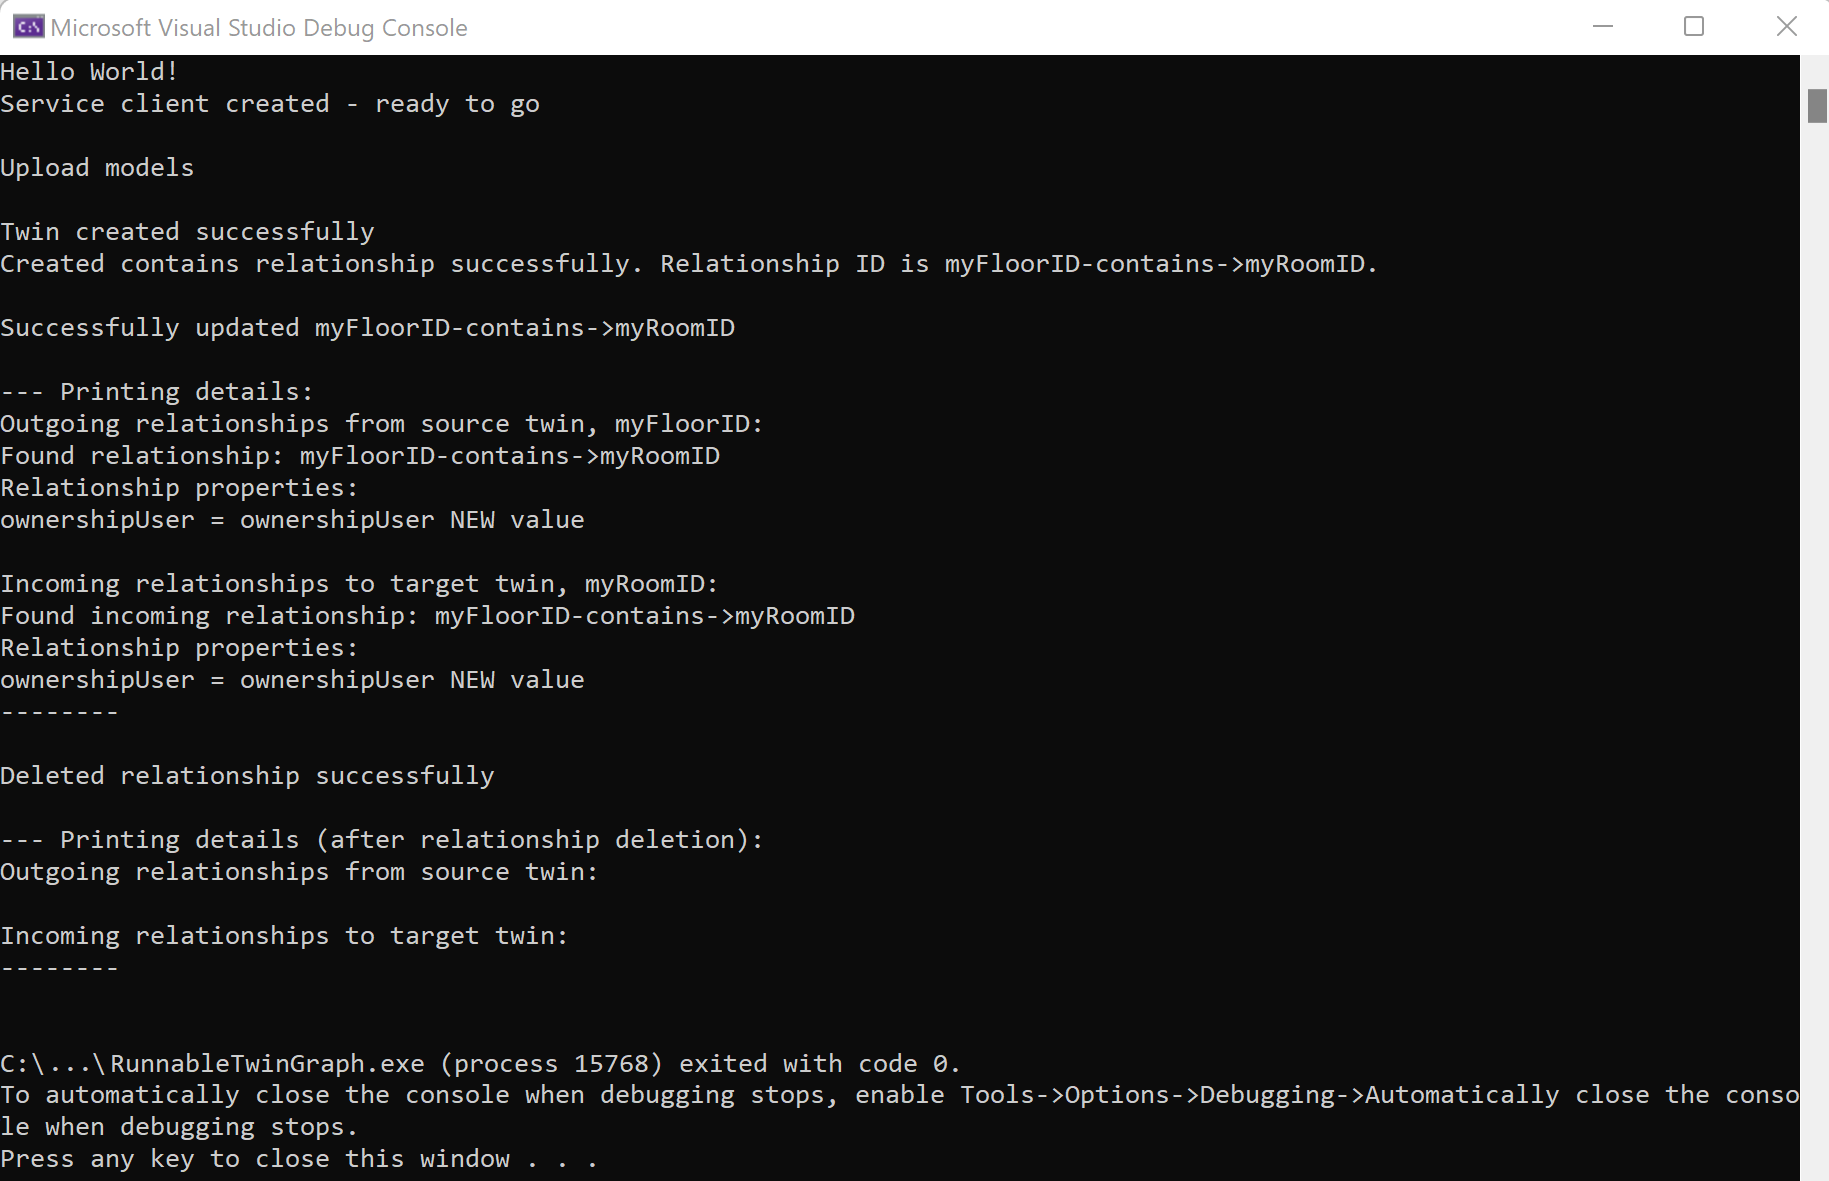 Microsoft Visual Studio Debug Console
Hello World!
Service client created - ready to go
Upload models
Twin created successfully
Created contains relationship successfully. Relationship ID is myFloorID-contains->myRoomID.
Successfully updated myFloorID-contains->myRoomID
--- Printing details:
Outgoing relationships from source twin, myFloorID:
Found relationship: myFloorID-contains->myRoomID
Relationship properties:
ownershipUser = ownershipUser NEW value
Incoming relationships to target twin, myRoomID:
Found incoming relationship: myFloorID-contains->myRoomID
Relationship properties:
ownershipUser = ownershipUser NEW value
--------
Deleted relationship successfully
--- Printing details (after relationship deletion):
Outgoing relationships from source twin:
Incoming relationships to target twin:
--------
C:\...\RunnableTwinGraph.exe (process 15768) exited with code 0.
To automatically close the console when debugging stops, enable Tools->Options->Debugging->Automatically close the conso
le when debugging stops.
Press any key to close this window . . .